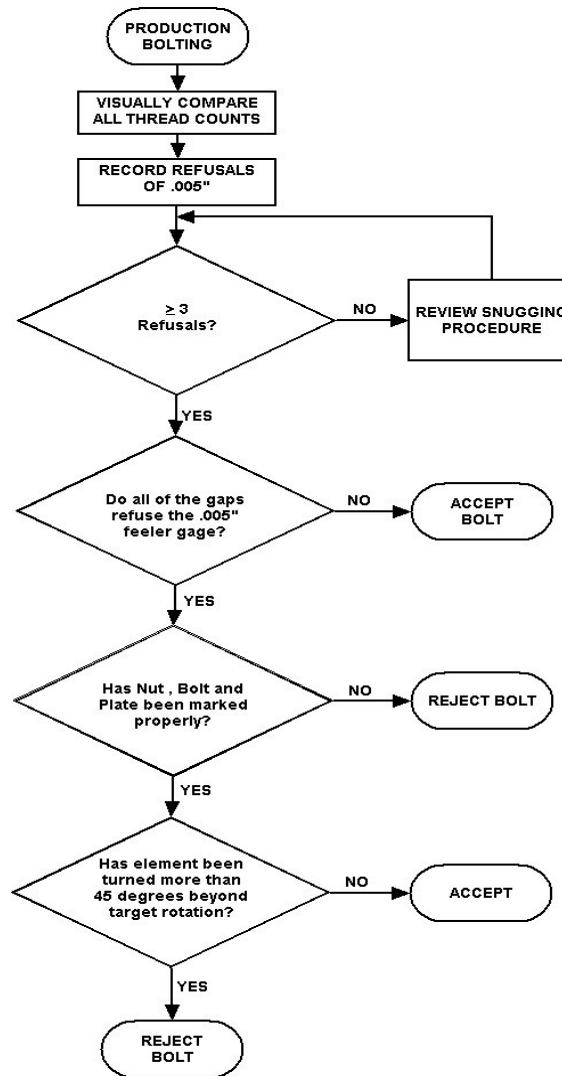 PRODUCTION
BOLTING
VISUALLY COMPARE
ALL THREAD COUNTS
RECORD REFUSALS
OF .005"
≥ 3
Refusals?
NO
REVIEW SNUGGING
PROCEDURE
YES
Do all of the gaps
refuse the .005"
feeler gage?
NO
ACCEPT
BOLT
YES
Has Nut , Bolt and
Plate been marked
properly?
NO
REJECT BOLT
YES
Has element been
turned more than
45 degrees beyond
target rotation?
NO
ACCEPT
YES
REJECT
BOLT